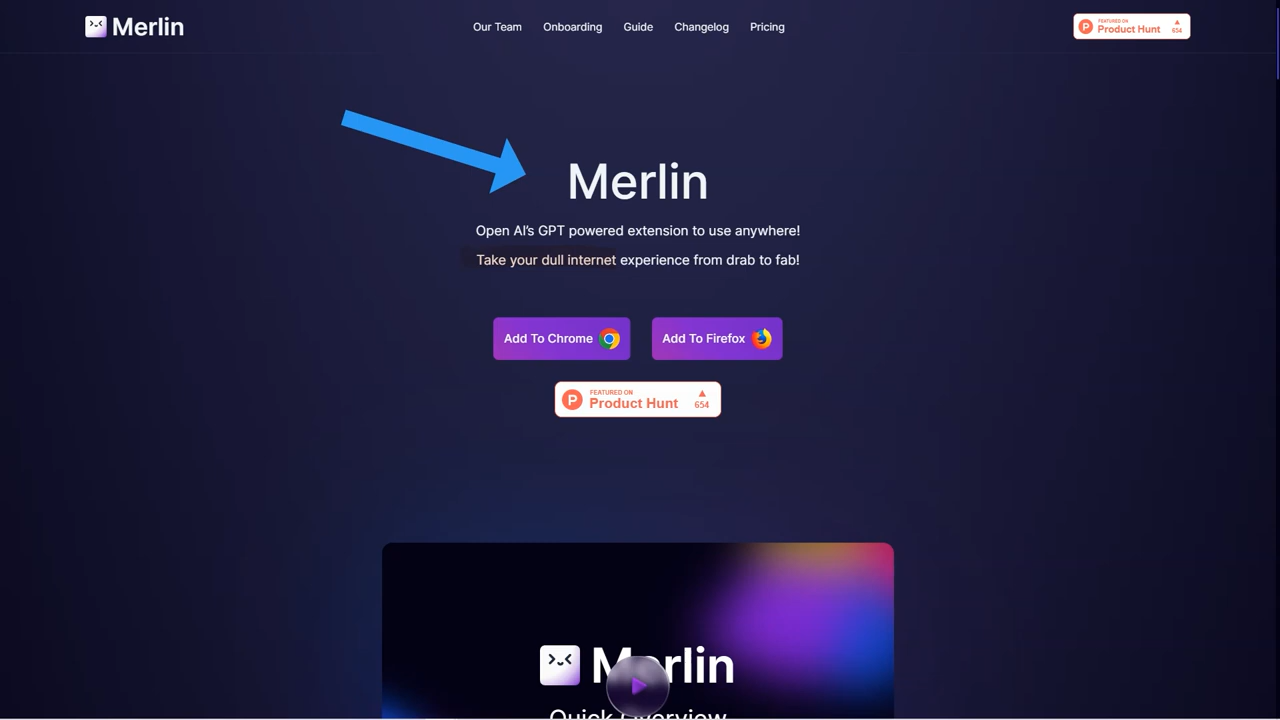 Merlin
Our Team
Onboarding
Guide
Changelog
Pricing
FEATURED ON
Product Hunt
654
Merlin
Open AI's GPT powered extension to use anywhere!
Take your dull internet experience from drab to fab!
Add To Chrome
Add To Firefox
FEATURED ON
P
Product Hunt
654
Merlin
Quick Overview